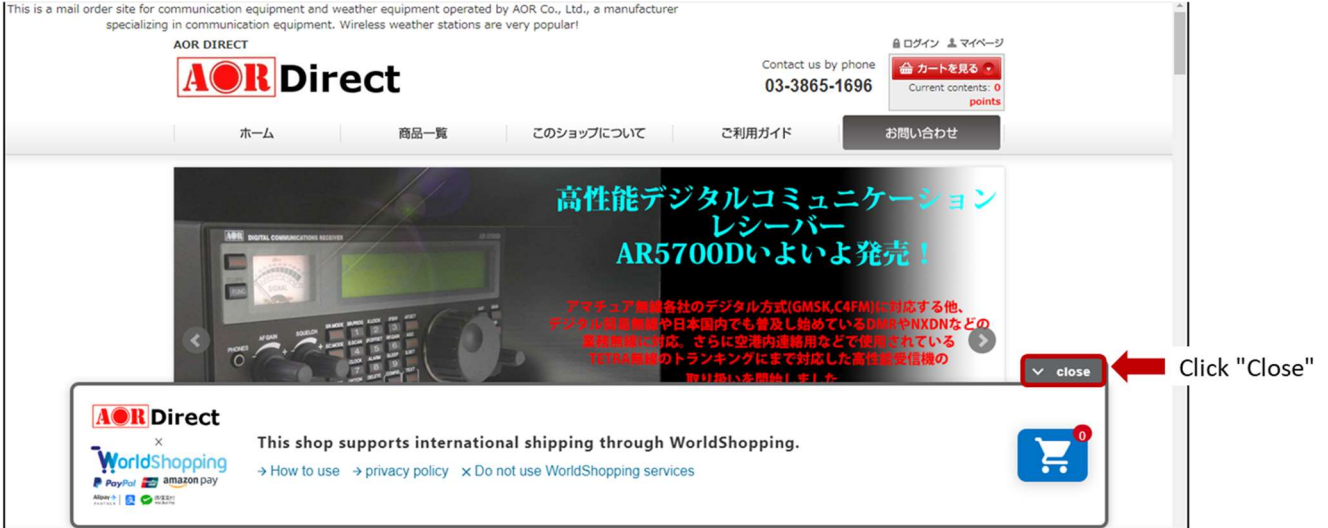 This is a mail order site for communication equipment and weather equipment operated by AOR Co., Ltd., a manufacturer
specializing in communication equipment. Wireless weather stations are very popular!
AOR DIRECT
ログイン マイページ
AOR Direct
Contact us by phone
03-3865-1696
カートを見る
Current contents: 0
points
ホーム 商品一覧 このショップについて ご利用ガイド お問い合わせ
高性能デジタルコミュニケーション
レシーバー
AR5700Dいよいよ発売！
AOR DIGITAL COMMUNICATIONS RECEIVER
SIGNAL
FUNC
AF GAIN SQUELCH
PHONES
アマチュア無線各社のデジタル方式(GMSK,C4FM)に対応する他、
デジタル簡易無線や日本国内でも普及し始めているDMRやNXDNなどの
業務無線に対応。さらに空港内連絡用などで使用されている
TETRA無線のトランキングにまで対応した高性能受信機の
取り扱いを開始しました
close
Click "Close"
AOR Direct
×
WorldShopping
PayPal amazon pay
Alipay+
PARTNER
This shop supports international shipping through WorldShopping.
→ How to use → privacy policy × Do not use WorldShopping services
0